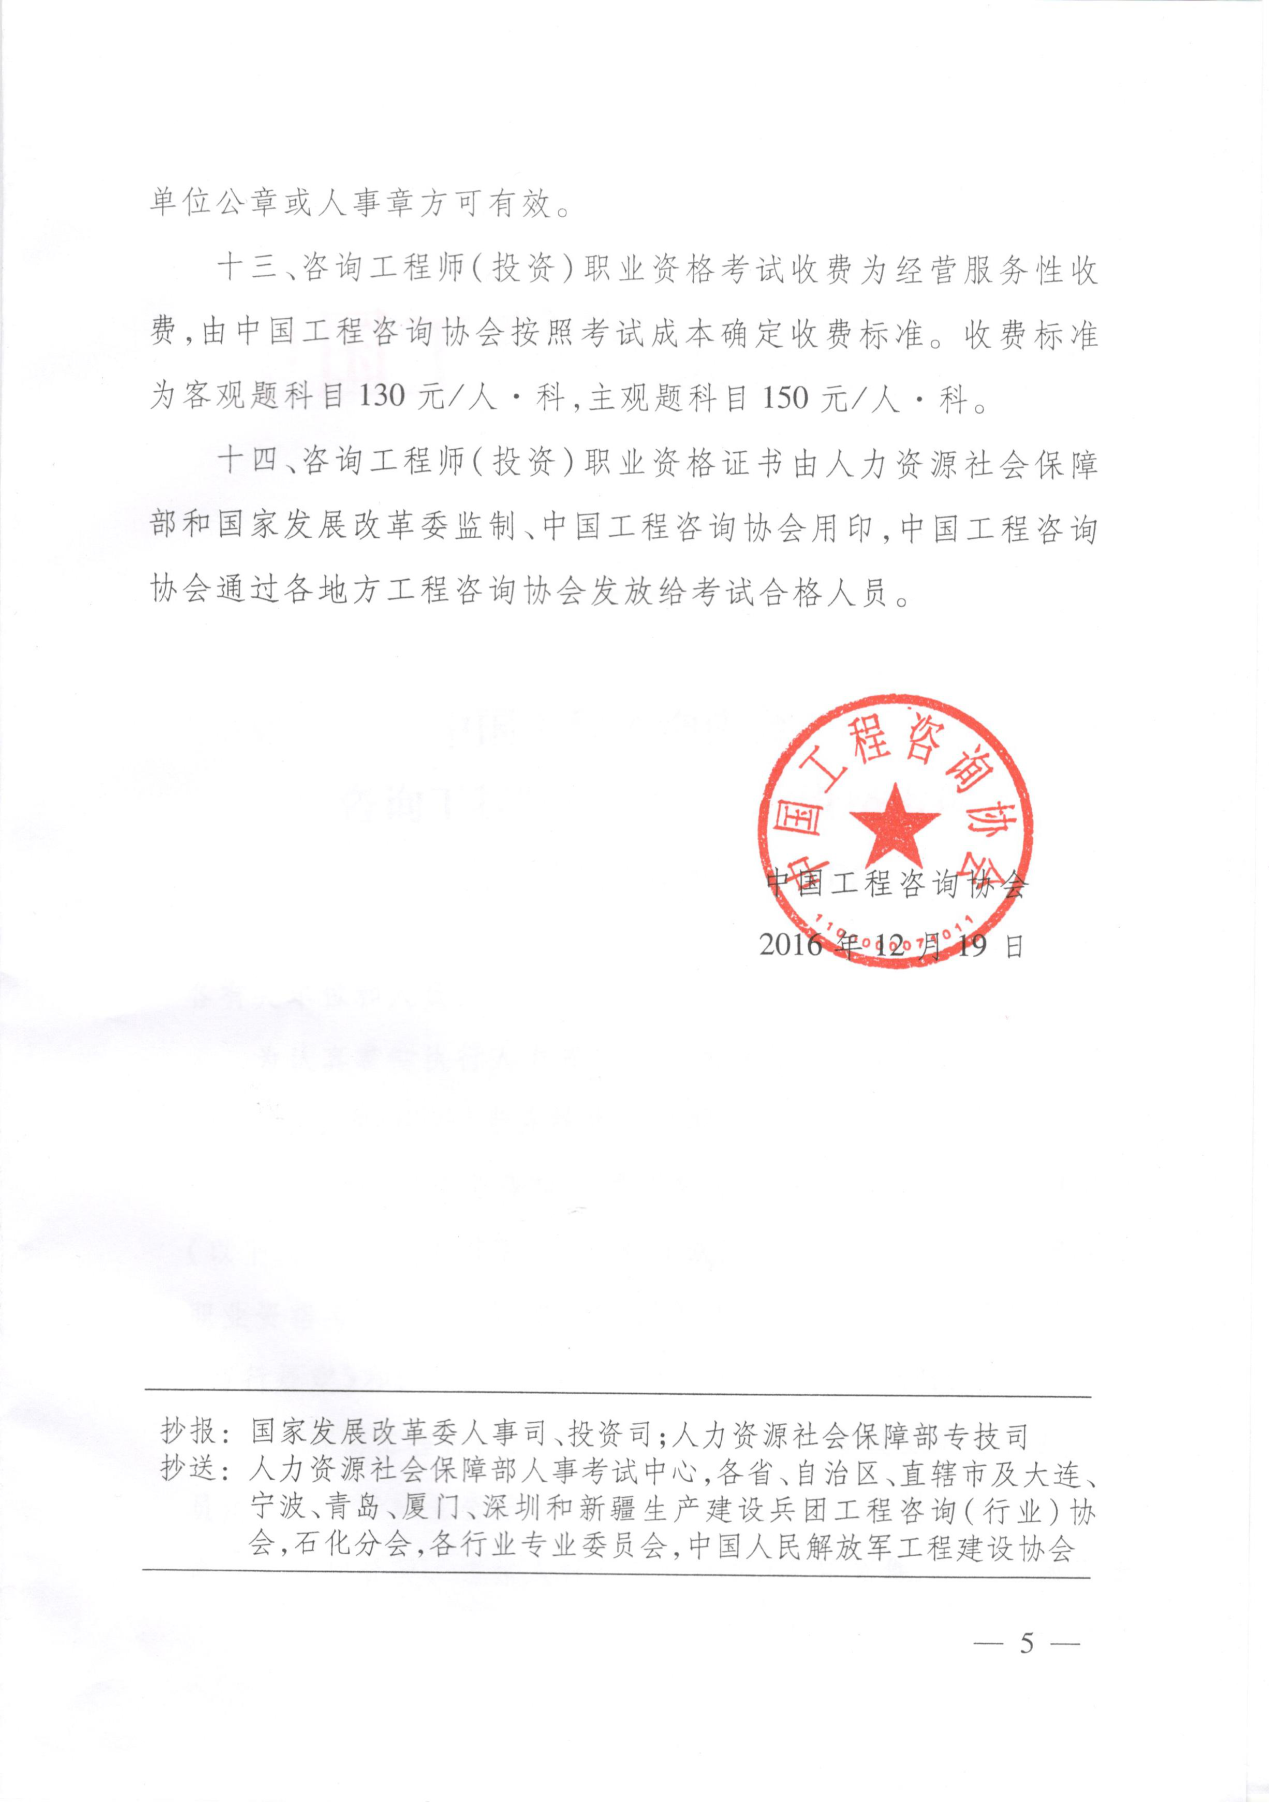 单位公章或人事章方可有效。
十三、咨询工程师(投资)职业资格考试收费为经营服务性收
费,由中国工程咨询协会按照考试成本确定收费标准。收费标准
为客观题科目130元/人·科,主观题科目150元/人·科。
十四、咨询工程师(投资)职业资格证书由人力资源社会保障
部和国家发展改革委监制、中国工程咨询协会用印,中国工程咨询
协会通过各地方工程咨询协会发放给考试合格人员。
中国工程咨询协会
中国工程咨询协会
2016年12月19日
抄报：国家发展改革委人事司、投资司;人力资源社会保障部专技司
抄送：人力资源社会保障部人事考试中心,各省、自治区、直辖市及大连、
宁波、青岛、厦门、深圳和新疆生产建设兵团工程咨询(行业)协
会,石化分会,各行业专业委员会,中国人民解放军工程建设协会
— 5 —